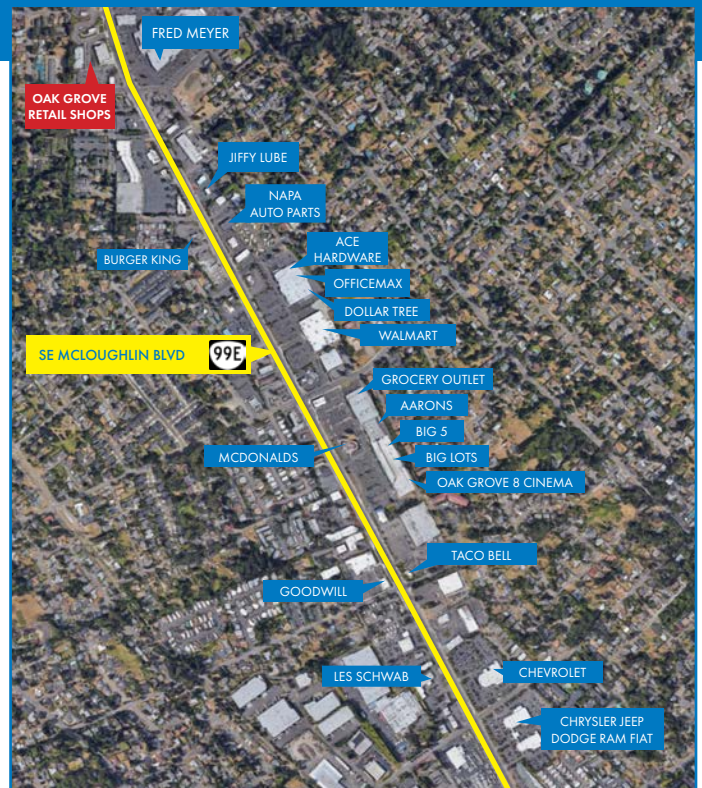 FRED MEYER
OAK GROVE
RETAIL SHOPS
JIFFY LUBE
NAPA
AUTO PARTS
BURGER KING
ACE
HARDWARE
OFFICEMAX
DOLLAR TREE
WALMART
SE MCLOUGHLIN BLVD 99E
GROCERY OUTLET
AARONS
BIG 5
MCDONALDS
BIG LOTS
OAK GROVE 8 CINEMA
TACO BELL
GOODWILL
LES SCHWAB
CHEVROLET
CHRYSLER JEEP
DODGE RAM FIAT